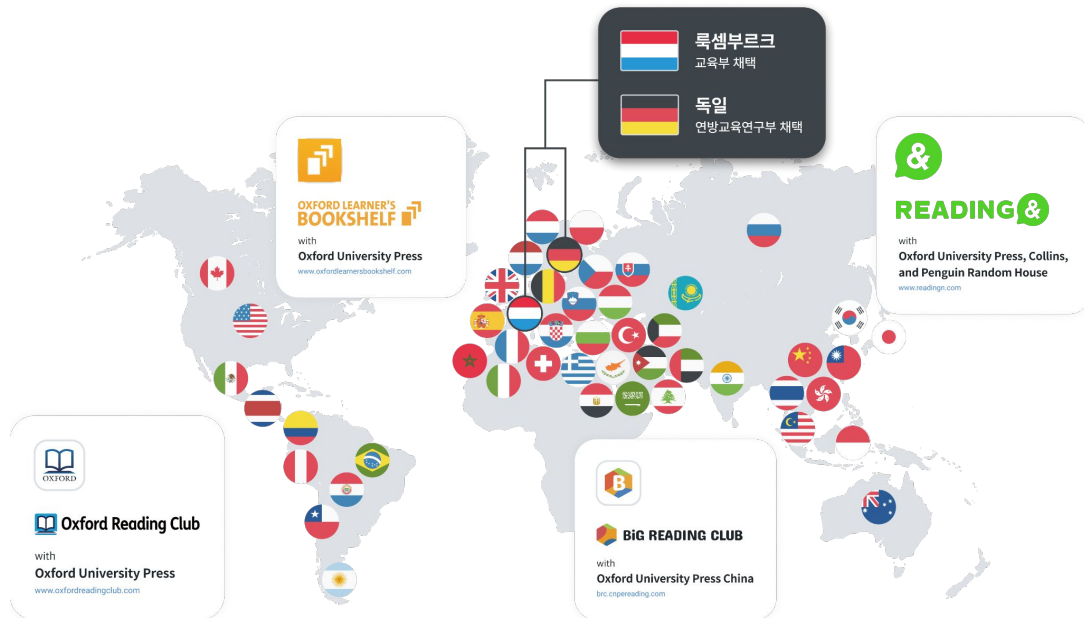 룩셈부르크
교육부 채택
독일
연방교육연구부 채택
OXFORD LEARNER'S
BOOKSHELF
with
Oxford University Press
www.oxfordlearnersbookshelf.com
&
READING&
with
Oxford University Press, Collins,
and Penguin Random House
www.readingn.com
OXFORD
Oxford Reading Club
with
Oxford University Press
www.oxfordreadingclub.com
B
BiG READING CLUB
with
Oxford University Press China
brc.cnpereading.com